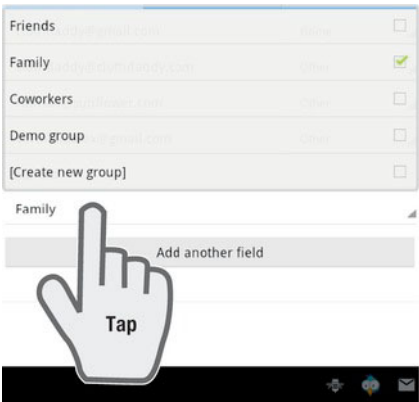 Friends
Family
Coworkers
Demo group
[Create new group]
Family
Add another field
Tap